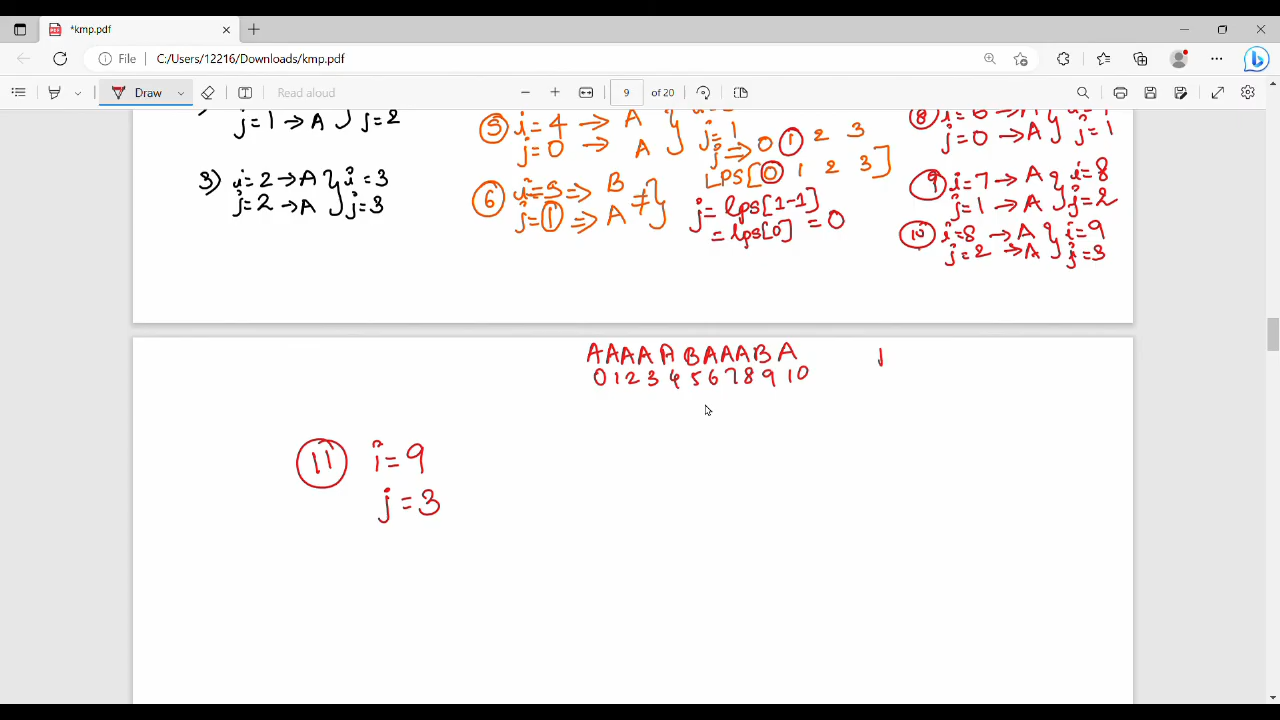 *kmp.pdf
File
C:/Users/12216/Downloads/kmp.pdf
Draw
Read aloud
9 of 20
j=1 → A j=2
3) i=2 → A i=3
j=2 → A j=3
5 i=4 → A
j=0 → A j=1
j → 0 1 2 3
LPS[0 1 2 3]
6 i=5 => B
j=1 => A ≠
j = lps[1-1]
= lps[0] = 0
8
j=0 → A j=1
9 i=7 → A i=8
j=1 → A j=2
10 i=8 → A i=9
j=2 → A j=3
AAAAABAAABA
0 1 2 3 4 5 6 7 8 9 10
11 i=9
j=3